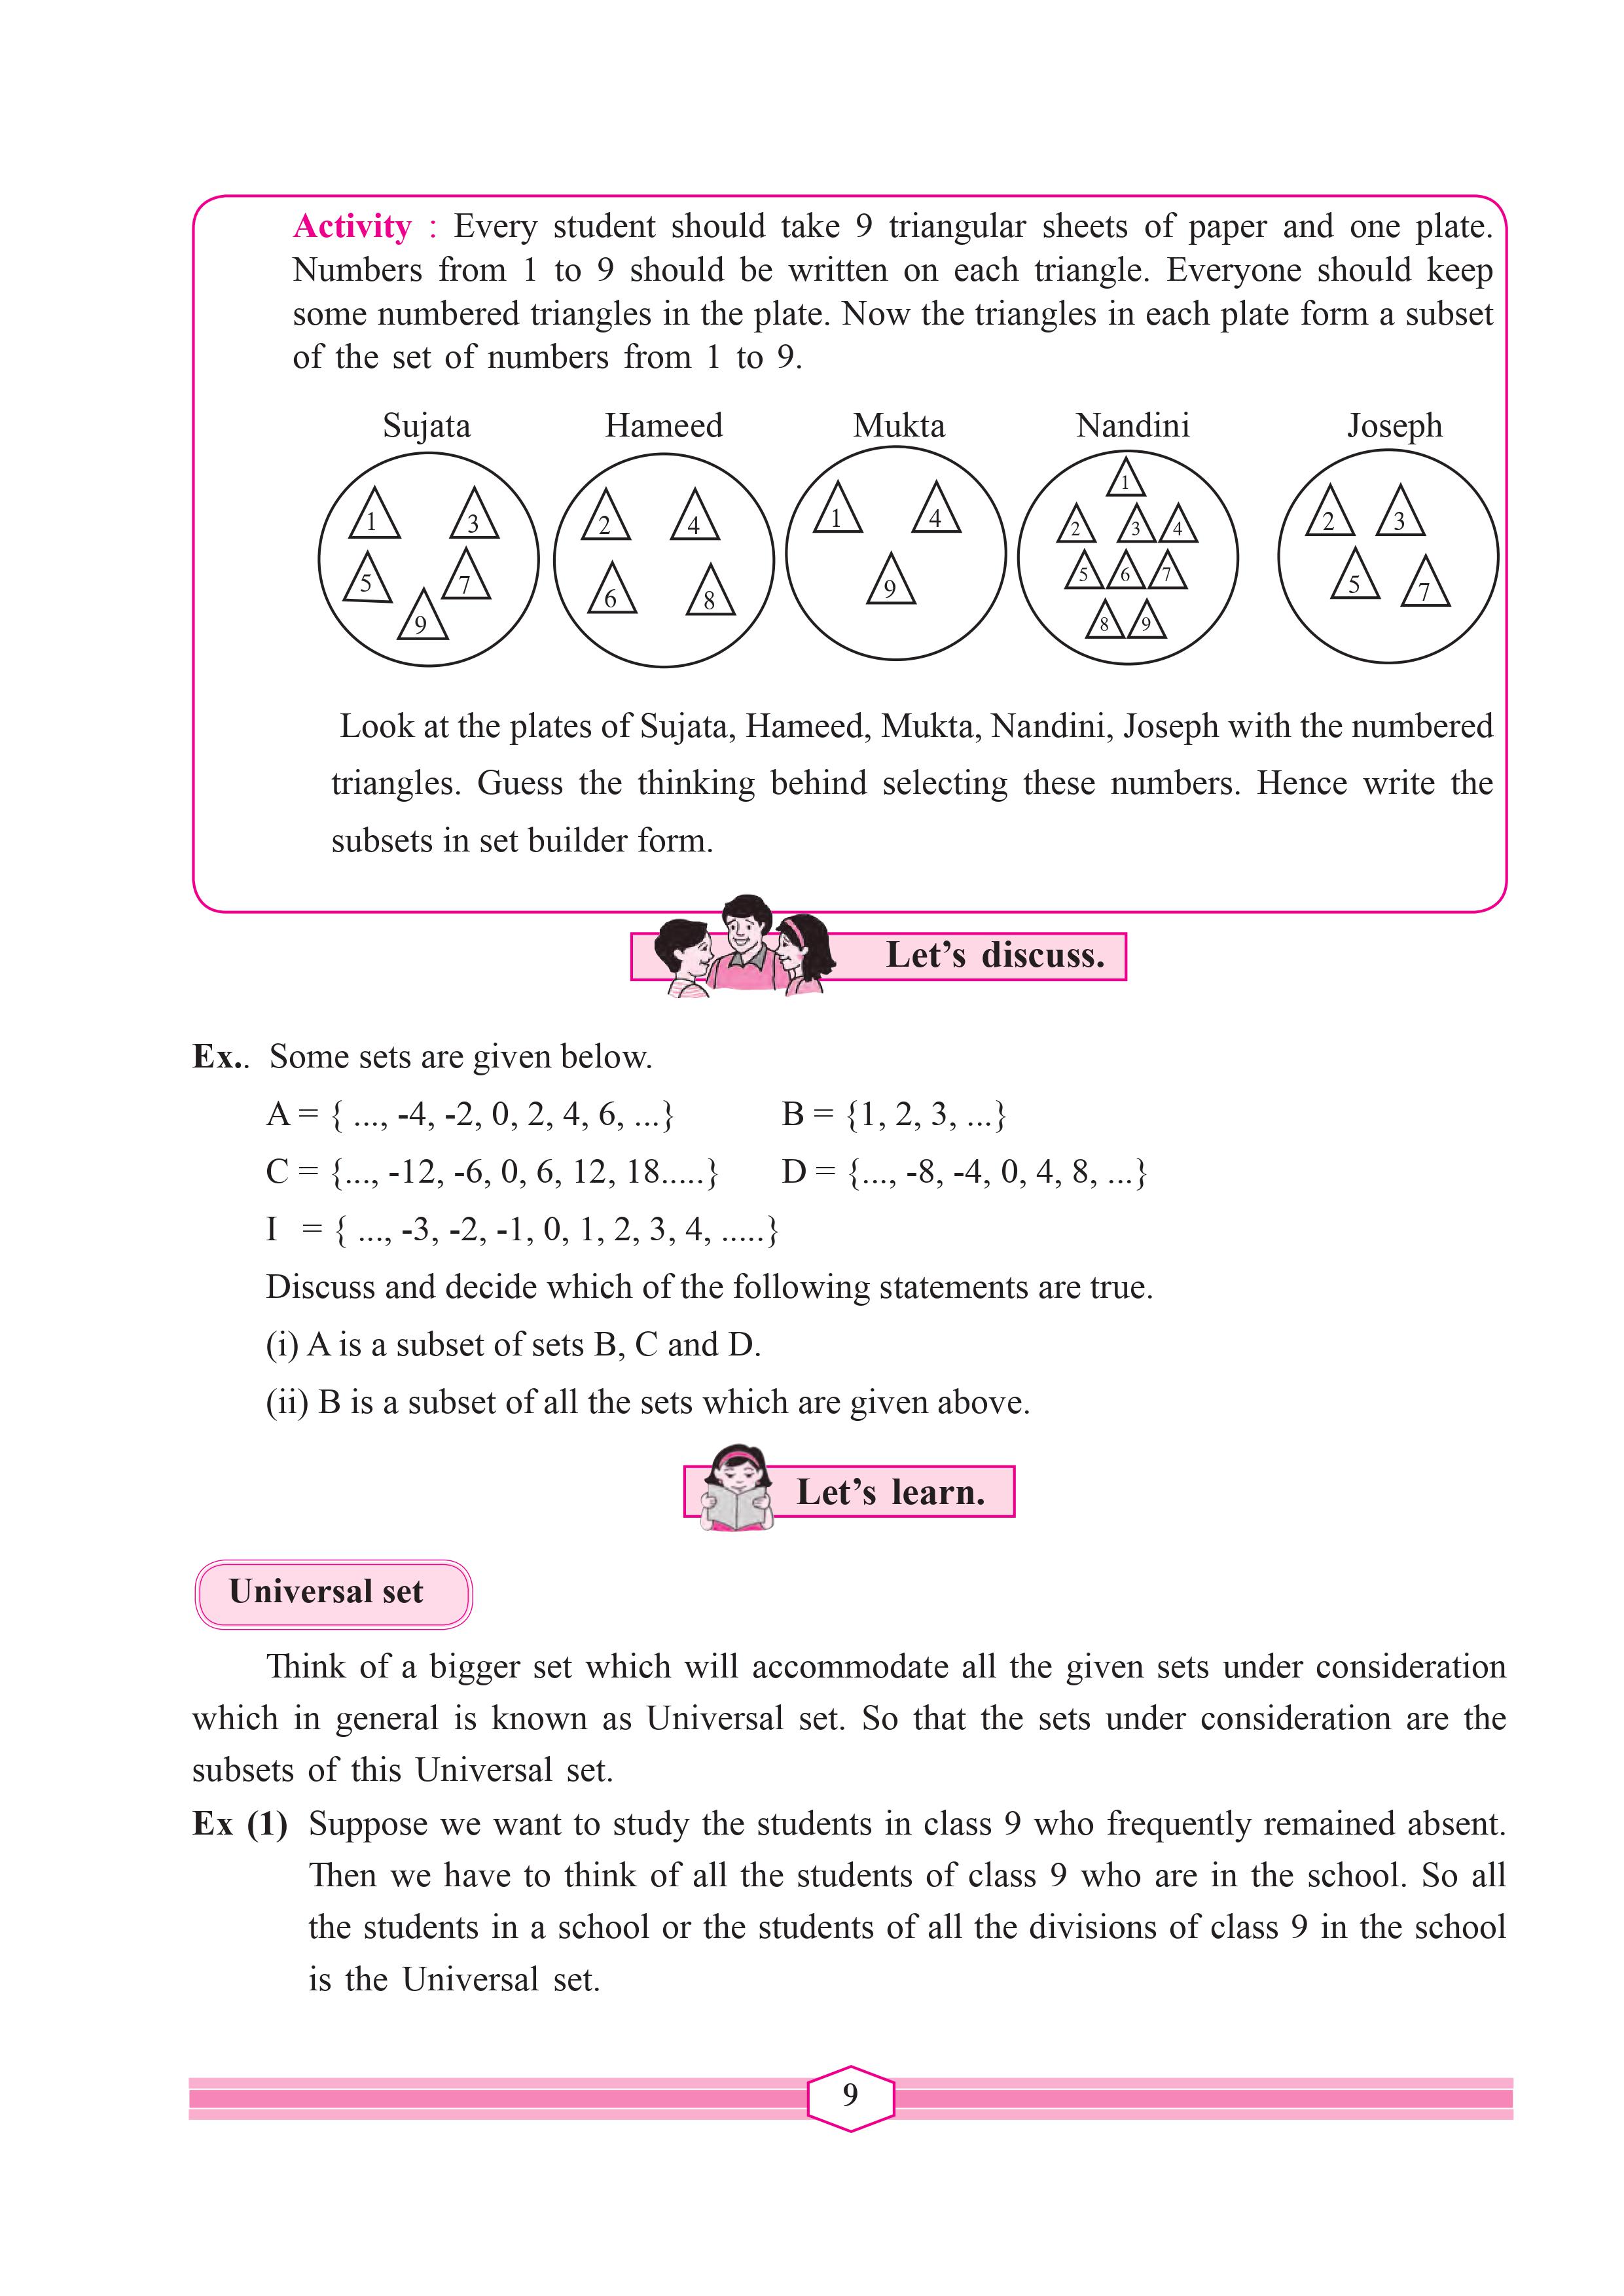 Activity : Every student should take 9 triangular sheets of paper and one plate.
Numbers from 1 to 9 should be written on each triangle. Everyone should keep
some numbered triangles in the plate. Now the triangles in each plate form a subset
of the set of numbers from 1 to 9.
Sujata Hameed Mukta Nandini Joseph
1 3 5 7 9
2 4 6 8
1 4 9
1 2 3 4 5 6 7 8 9
2 3 5 7
Look at the plates of Sujata, Hameed, Mukta, Nandini, Joseph with the numbered
triangles. Guess the thinking behind selecting these numbers. Hence write the
subsets in set builder form.
Let’s discuss.
Ex.. Some sets are given below.
A = { ..., -4, -2, 0, 2, 4, 6, ...} B = {1, 2, 3, ...}
C = {..., -12, -6, 0, 6, 12, 18.....} D = {..., -8, -4, 0, 4, 8, ...}
I = { ..., -3, -2, -1, 0, 1, 2, 3, 4, .....}
Discuss and decide which of the following statements are true.
(i) A is a subset of sets B, C and D.
(ii) B is a subset of all the sets which are given above.
Let’s learn.
Universal set
Think of a bigger set which will accommodate all the given sets under consideration
which in general is known as Universal set. So that the sets under consideration are the
subsets of this Universal set.
Ex (1) Suppose we want to study the students in class 9 who frequently remained absent.
Then we have to think of all the students of class 9 who are in the school. So all
the students in a school or the students of all the divisions of class 9 in the school
is the Universal set.
9